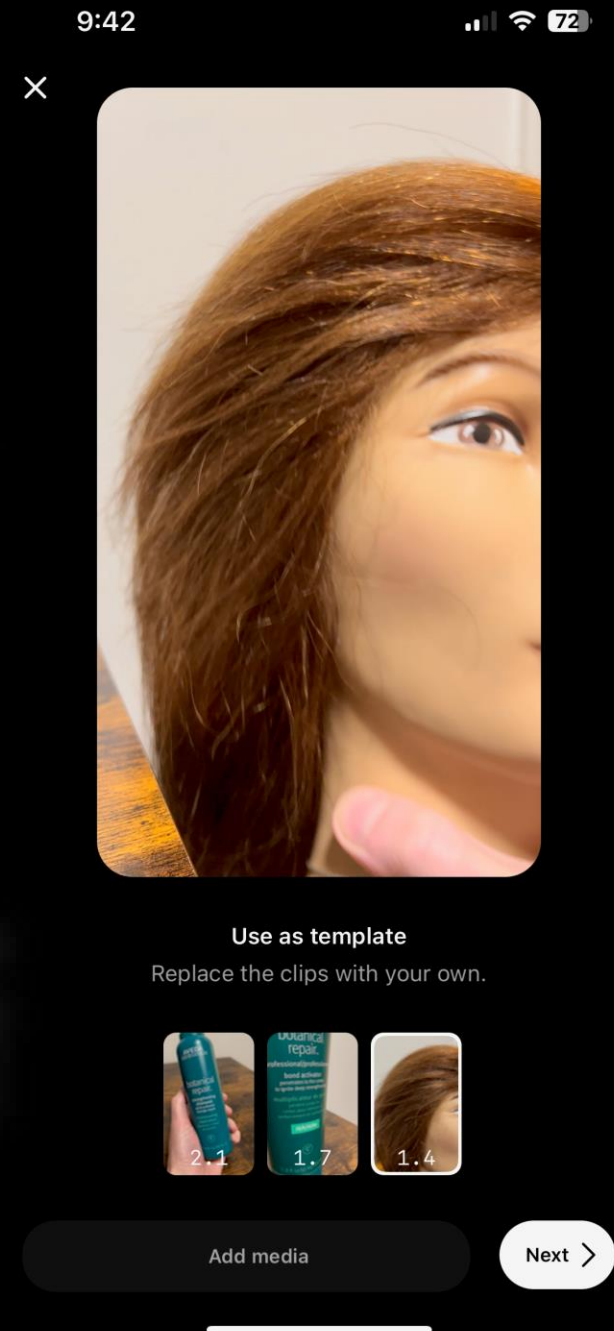 9:42
72
Use as template
Replace the clips with your own.
botanical
repair.
2.1
botanical
repair.
bond activator
1.7
1.4
Add media
Next